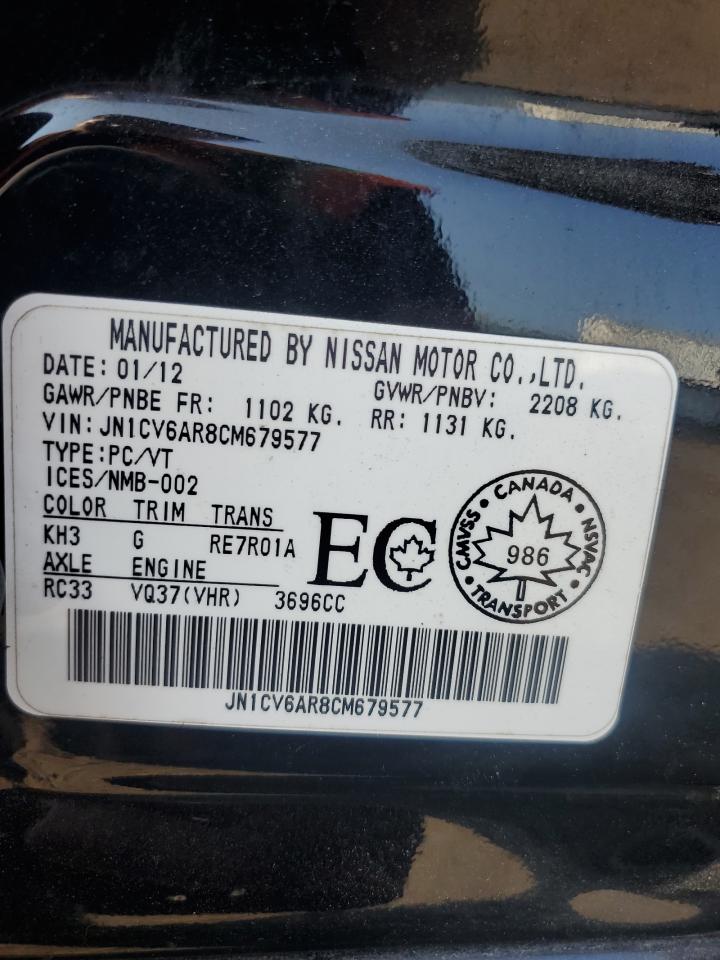 MANUFACTURED BY NISSAN MOTOR CO.,LTD.
DATE: 01/12
GVWR/PNBV: 2208 KG.
GAWR/PNBE FR: 1102 KG. RR: 1131 KG.
VIN: JN1CV6AR8CM679577
TYPE: PC/VT
ICES/NMB-002
COLOR TRIM TRANS
KH3 G RE7R01A
AXLE ENGINE
RC33 VQ37(VHR) 3696CC
EC
CMVSS • CANADA • NSVAC • TRANSPORT •
986
JN1CV6AR8CM679577